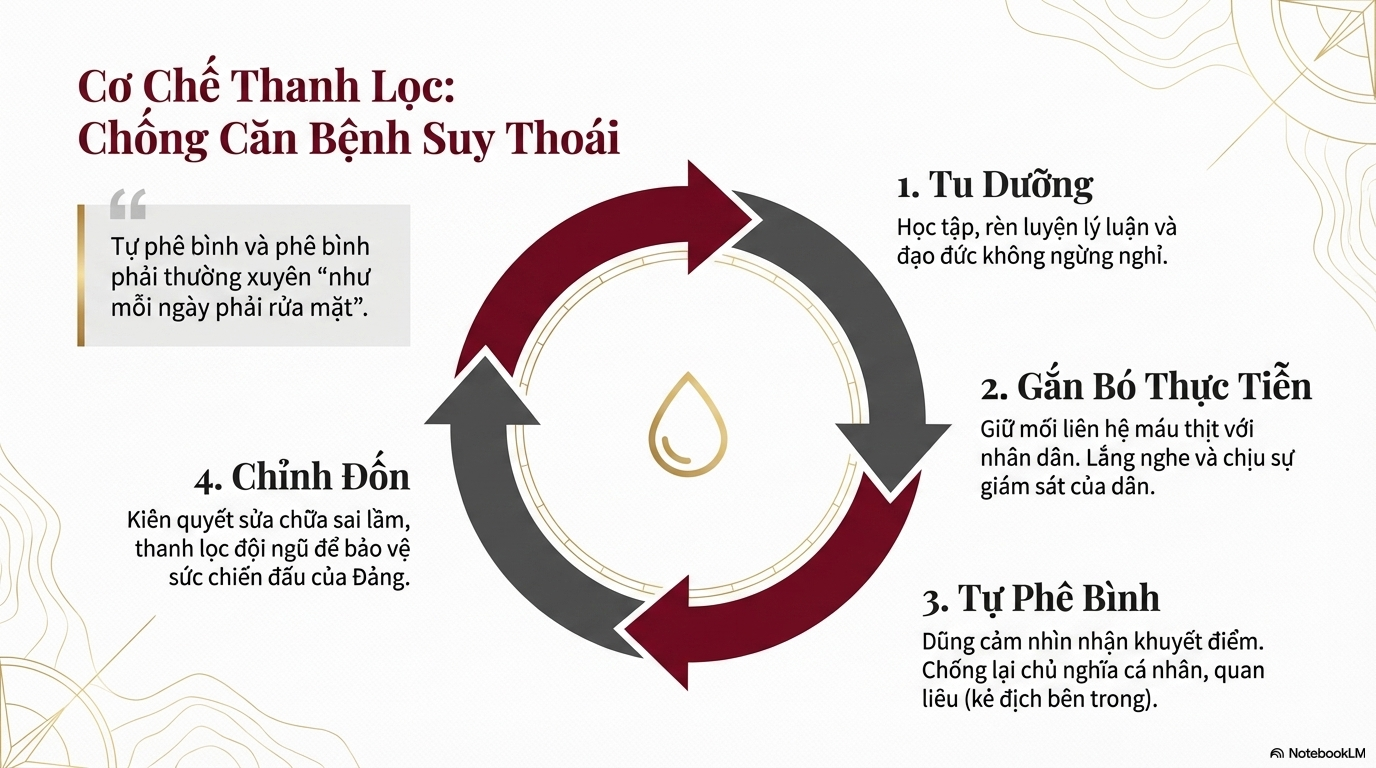 Cơ Chế Thanh Lọc:
Chống Căn Bệnh Suy Thoái
“
Tự phê bình và phê bình
phải thường xuyên “như
mỗi ngày phải rửa mặt”.
1. Tu Dưỡng
Học tập, rèn luyện lý luận và
đạo đức không ngừng nghỉ.
2. Gắn Bó Thực Tiễn
Giữ mối liên hệ máu thịt với
nhân dân. Lắng nghe và chịu sự
giám sát của dân.
3. Tự Phê Bình
Dũng cảm nhìn nhận khuyết điểm.
Chống lại chủ nghĩa cá nhân, quan
liêu (kẻ địch bên trong).
4. Chỉnh Đốn
Kiên quyết sửa chữa sai lầm,
thanh lọc đội ngũ để bảo vệ
sức chiến đấu của Đảng.
NotebookLM